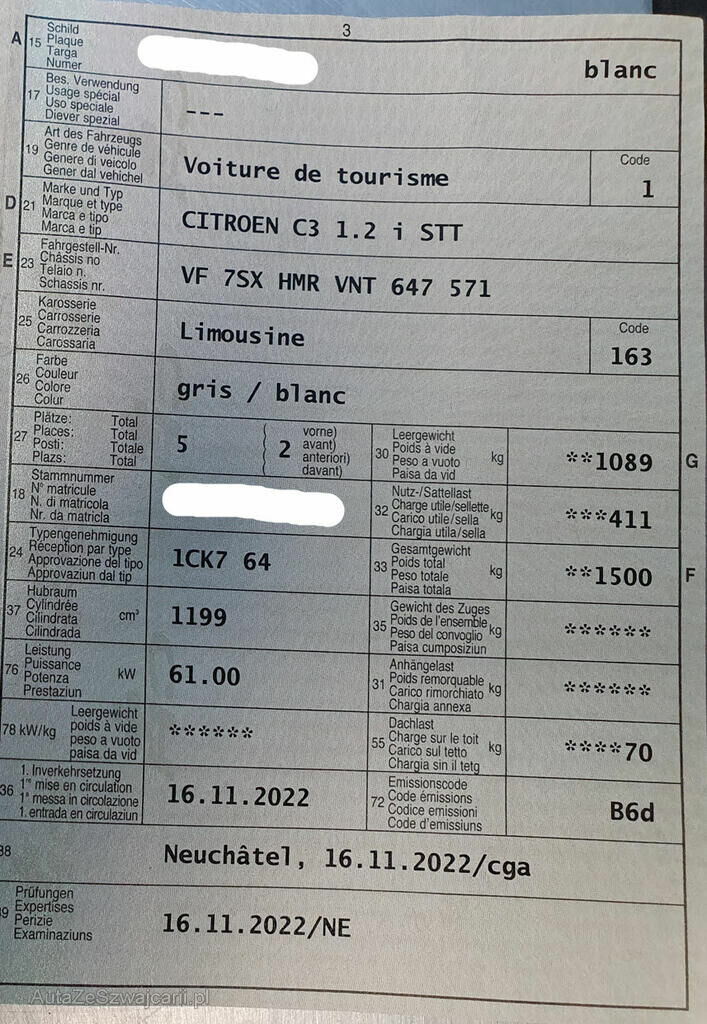 3
A 15 Schild
Plaque
Targa
Numer
blanc
17 Bes. Verwendung
Usage spécial
Uso speciale
Diever spezial
---
19 Art des Fahrzeugs
Genre de véhicule
Genere di veicolo
Gener dal vehichel
Voiture de tourisme
Code
1
D 21 Marke und Typ
Marque et type
Marca e tipo
Marca e tip
CITROEN C3 1.2 i STT
E 23 Fahrgestell-Nr.
Châssis no
Telaio n.
Schassis nr.
VF 7SX HMR VNT 647 571
25 Karosserie
Carrosserie
Carrozzeria
Carossaria
Limousine
Code
163
26 Farbe
Couleur
Colore
Colur
gris / blanc
27 Plätze: Total
Places: Total
Posti: Totale
Plazs: Total
5
2
vorne)
avant)
anteriori)
davant)
30 Leergewicht
Poids à vide
Peso a vuoto
Paisa da vid
kg
**1089
G
18 Stammnummer
N° matricule
N. di matricola
Nr. da matricla
32 Nutz-/Sattellast
Charge utile/sellette
Carico utile/sella
Chargia utila/sella
kg
***411
24 Typengenehmigung
Réception par type
Approvazione del tipo
Approvaziun dal tip
1CK7 64
33 Gesamtgewicht
Poids total
Peso totale
Paisa totala
kg
**1500
F
37 Hubraum
Cylindrée
Cilindrata
Cilindrada
cm³
1199
35 Gewicht des Zuges
Poids de l'ensemble
Peso del convoglio
Paisa cumposiziun
kg
******
76 Leistung
Puissance
Potenza
Prestaziun
kW
61.00
31 Anhängelast
Poids remorquable
Carico rimorchiato
Chargia annexa
kg
******
78 kW/kg Leergewicht
poids à vide
peso a vuoto
paisa da vid
******
55 Dachlast
Charge sur le toit
Carico sul tetto
Chargia sin il tetg
kg
****70
36 1. Inverkehrsetzung
1re mise en circulation
1a messa in circolazione
1. entrada en circulaziun
16.11.2022
72 Emissionscode
Code émissions
Codice emissioni
Code d'emissiuns
B6d
38
Neuchâtel, 16.11.2022/cga
39 Prüfungen
Expertises
Perizie
Examinaziuns
16.11.2022/NE
AutaZeSzwajcarii.pl